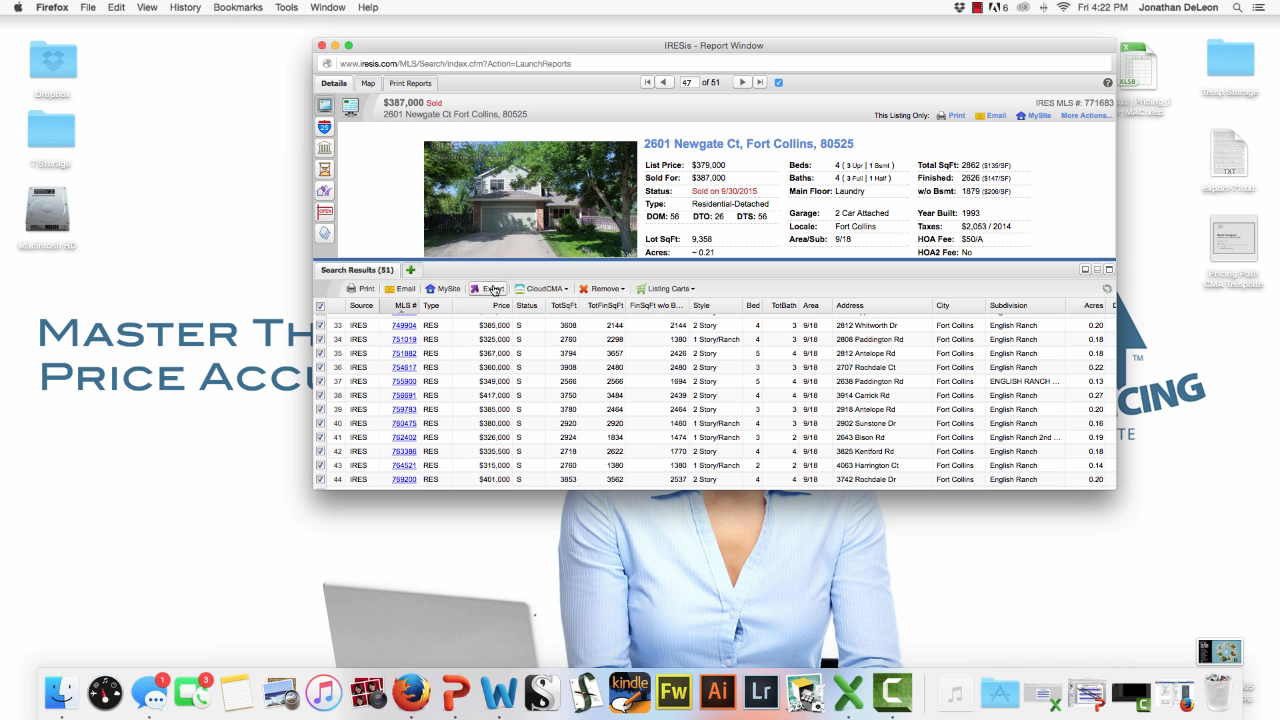 Firefox File Edit View History Bookmarks Tools Window Help
6 Fri 4:22 PM Jonathan DeLeon
IRESis - Report Window
www.iresis.com/MLS/Search/index.cfm?Action=LaunchReports
Details Map Print Reports 47 of 51
$387,000 Sold
IRES MLS #: 771683
2601 Newgate Ct Fort Collins, 80525
This Listing Only: Print Email MySite More Actions...
2601 Newgate Ct, Fort Collins, 80525
List Price: $379,000 Beds: 4 ( 3 Upr | 1 Bsmt ) Total SqFt: 2862 ($135/SF)
Sold For: $387,000 Baths: 4 ( 3 Full | 1 Half ) Finished: 2626 ($147/SF)
Status: Sold on 9/30/2015 Main Floor: Laundry w/o Bsmt: 1879 ($206/SF)
Type: Residential-Detached
DOM: 56 DTO: 26 DTS: 56 Garage: 2 Car Attached Year Built: 1993
Locale: Fort Collins Taxes: $2,053 / 2014
Lot SqFt: 9,358 Area/Sub: 9/18 HOA Fee: $50/A
Acres: ~ 0.21 HOA2 Fee: No
Search Results (51)
Print Email MySite Export CloudCMA Remove Listing Carts
Source MLS # Type Price Status TotSqFt TotFinSqFt FinSqFt w/o B... Style Bed TotBath Area Address City Subdivision Acres
33 IRES 749904 RES $385,000 S 3608 2144 2144 2 Story 4 3 9/18 2812 Whitworth Dr Fort Collins English Ranch 0.20
34 IRES 751019 RES $325,000 S 2760 2298 1380 1 Story/Ranch 4 3 9/18 2808 Paddington Rd Fort Collins English Ranch 0.18
35 IRES 751882 RES $367,000 S 3794 3657 2426 2 Story 5 4 9/18 2812 Antelope Rd Fort Collins English Ranch 0.18
36 IRES 754617 RES $360,000 S 3908 2480 2480 2 Story 3 3 9/18 2707 Rochdale Ct Fort Collins English Ranch 0.22
37 IRES 755900 RES $349,000 S 2566 2566 1694 2 Story 5 4 9/18 2638 Paddington Rd Fort Collins ENGLISH RANCH ... 0.13
38 IRES 756691 RES $417,000 S 3750 3484 2439 2 Story 4 4 9/18 3914 Carrick Rd Fort Collins English Ranch 0.27
39 IRES 759783 RES $385,000 S 3780 2464 2464 2 Story 3 3 9/18 2918 Antelope Rd Fort Collins English Ranch 0.20
40 IRES 760475 RES $380,000 S 2920 2920 1460 1 Story/Ranch 4 3 9/18 2902 Sunstone Dr Fort Collins English Ranch 0.16
41 IRES 762402 RES $326,000 S 2924 1834 1474 1 Story/Ranch 3 2 9/18 2643 Bison Rd Fort Collins English Ranch 2nd ... 0.19
42 IRES 763386 RES $335,500 S 2718 2622 1770 2 Story 4 4 9/18 3825 Kentford Rd Fort Collins English Ranch 0.18
43 IRES 764521 RES $315,000 S 2760 1380 1380 1 Story/Ranch 2 2 9/18 4063 Harrington Ct Fort Collins English Ranch 0.14
44 IRES 769200 RES $401,000 S 3853 3562 2537 2 Story 4 4 9/18 3742 Rochdale Dr Fort Collins English Ranch 0.20
Dropbox
T Storage
Macintosh HD
Temp Storage
export-71.txt
Pricing Path
CMA Template
XLSB
TXT
MASTER TH
PRICE ACCU
ICING
TM
TE
1
3
kindle
Fw
Ai
Lr